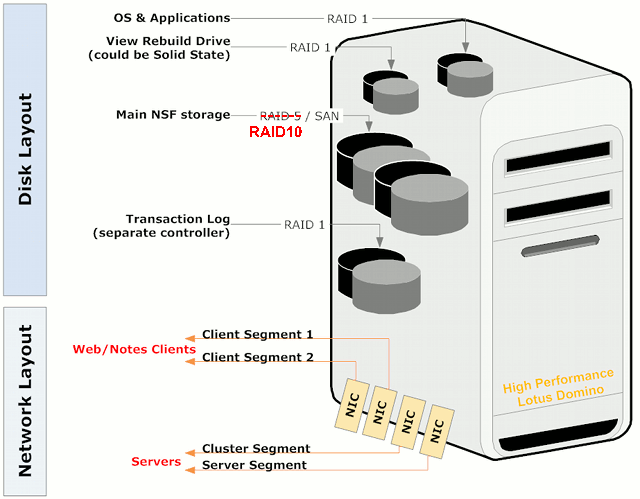 Disk Layout
OS & Applications
RAID 1
View Rebuild Drive
(could be Solid State)
RAID 1
Main NSF storage
RAID 5 / SAN
RAID10
Transaction Log
(separate controller)
RAID 1
Network Layout
Web/Notes Clients
Client Segment 1
Client Segment 2
NIC
NIC
NIC
NIC
Servers
Cluster Segment
Server Segment
High Performance
Lotus Domino